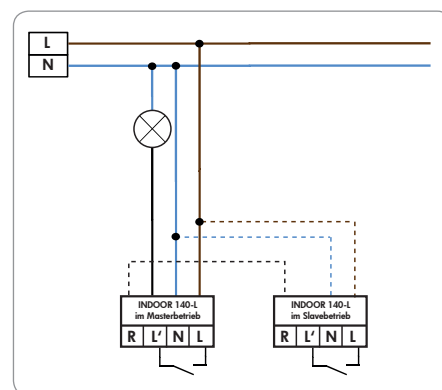 L
N
INDOOR 140-L
im Masterbetrieb
R L‘ N L
INDOOR 140-L
im Slavebetrieb
R L‘ N L